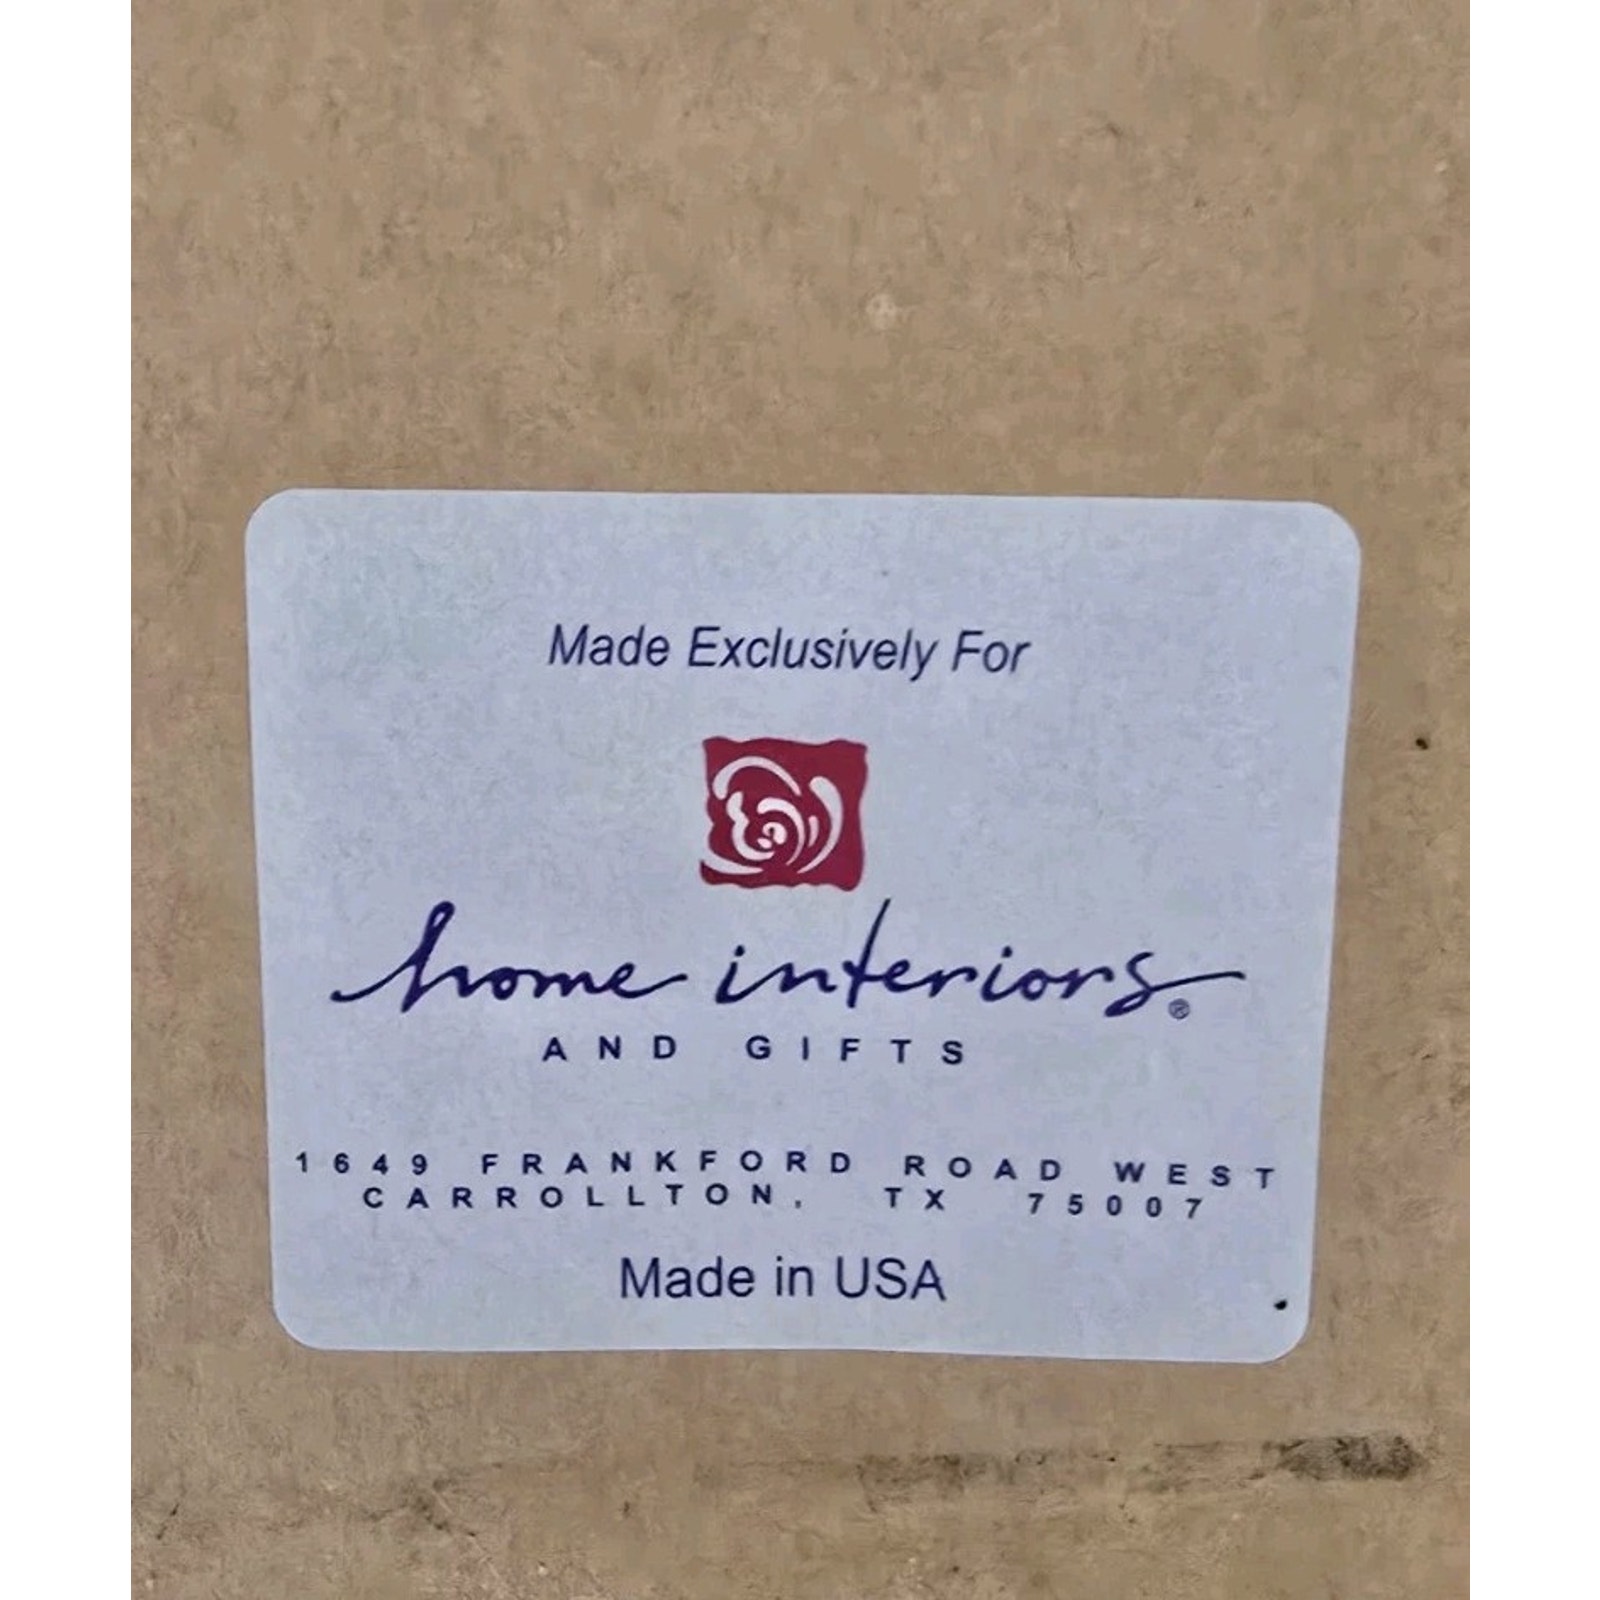 Made Exclusively For
home interiors®
AND GIFTS
1649 FRANKFORD ROAD WEST
CARROLLTON, TX 75007
Made in USA